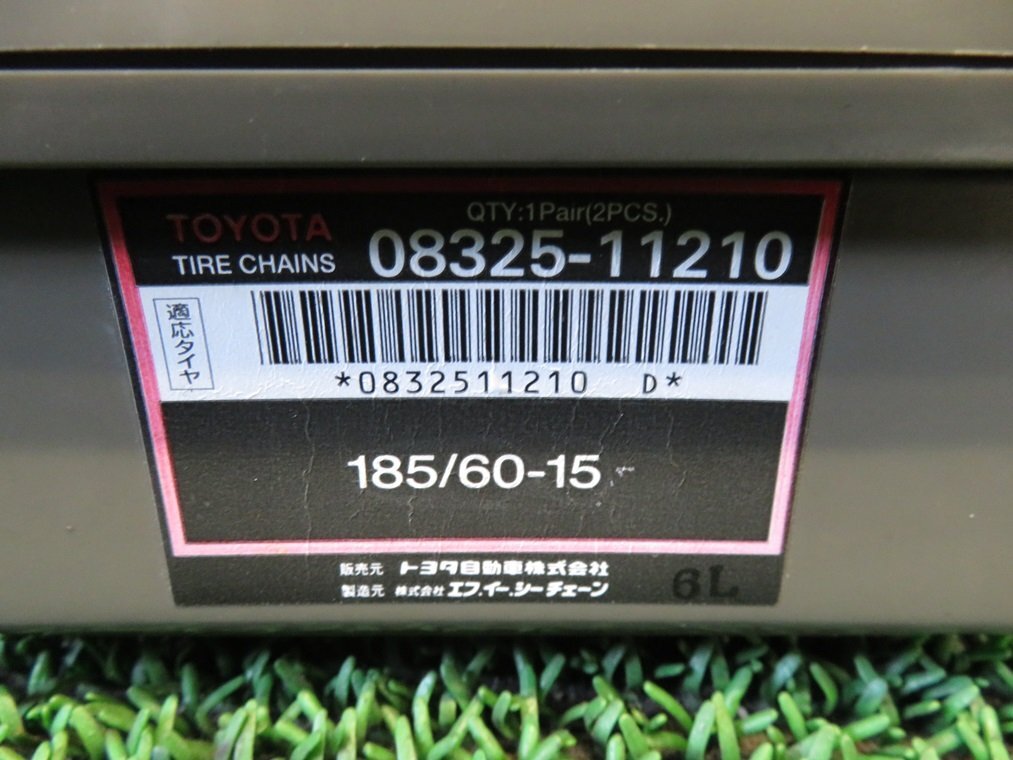 QTY:1Pair(2PCS.)
TOYOTA
TIRE CHAINS
08325-11210
適応タイヤ
*0832511210 D*
185/60-15
販売元 トヨタ自動車株式会社
製造元 株式会社エフ.イー.シーチェーン
6L